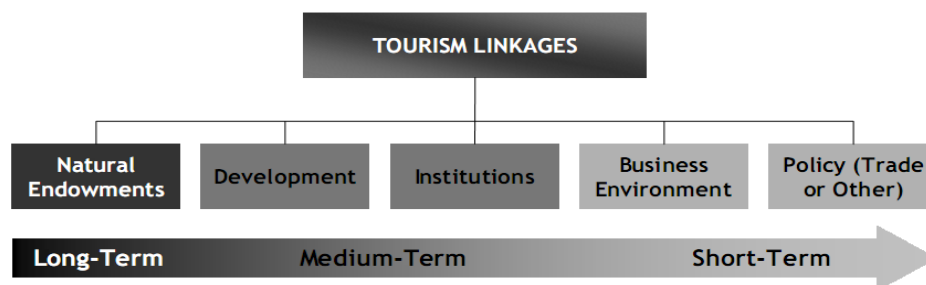 TOURISM LINKAGES
Natural
Endowments
Development
Institutions
Business
Environment
Policy (Trade
or Other)
Long-Term
Medium-Term
Short-Term